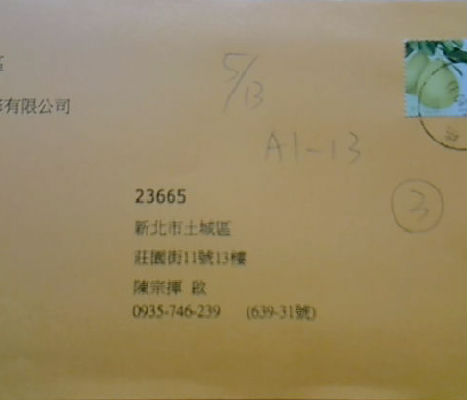 區
有限公司
5/13
A1-13
3
23665
新北市土城區
莊園街11號13樓
陳宗揮 啟
0935-746-239 (639-31號)